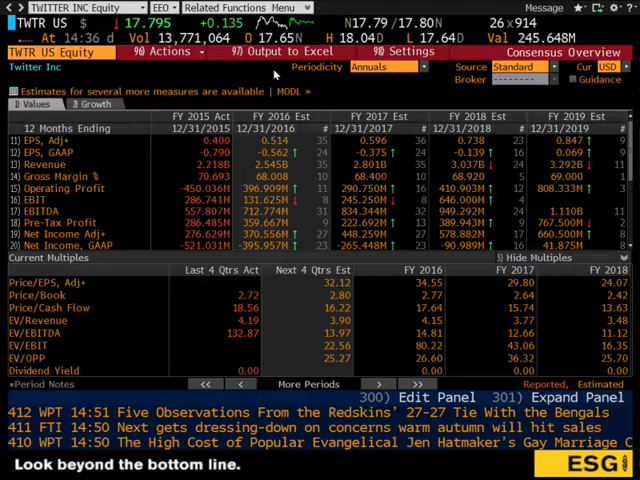 TWITTER INC Equity EEO Related Functions Menu Message
TWTR US $ 17.795 +0.135 N17.79 / 17.80N 26 x 914
At 14:36 d Vol 13,771,064 O 17.65N H 18.04D L 17.64D Val 245.648M
TWTR US Equity 96) Actions 97) Output to Excel 98) Settings Consensus Overview
Twitter Inc Periodicity Annuals Source Standard Cur USD
Broker -------- Guidance
Estimates for several more measures are available | MODL »
1) Values 2) Growth
FY 2015 Act FY 2016 Est FY 2017 Est FY 2018 Est FY 2019 Est
12 Months Ending 12/31/2015 12/31/2016 # 12/31/2017 # 12/31/2018 # 12/31/2019 #
11) EPS, Adj+ 0.400 0.514 35 0.596 36 0.738 23 0.847 9
12) EPS, GAAP -0.790 -0.562 ↑ 24 -0.375 ↑ 24 -0.139 ↑ 16 0.069 ↑ 9
13) Revenue 2.218B 2.545B 35 2.801B 35 3.037B ↓ 23 3.292B ↓ 11
14) Gross Margin % 70.693 68.008 11 68.400 10 68.920 5 69.000 1
15) Operating Profit -450.036M 396.909M ↑ 11 290.750M ↑ 16 410.903M ↑ 12 808.333M ↑ 3
16) EBIT 286.741M 131.625M ↓ 8 245.250M ↓ 8 646.000M ↑ 4
17) EBITDA 557.807M 712.774M 31 834.344M 32 949.292M 24 1.110B 11
18) Pre-Tax Profit 286.485M 359.667M 9 222.692M ↑ 13 389.943M ↑ 9 767.500M ↓ 2
19) Net Income Adj+ 276.629M 370.556M ↑ 27 448.259M ↑ 27 578.882M ↑ 17 660.500M ↑ 8
20) Net Income, GAAP -521.031M -395.957M ↑ 23 -265.448M ↑ 24 -90.989M ↑ 16 41.875M 8
Current Multiples 5) Hide Multiples
Last 4 Qtrs Act Next 4 Qtrs Est FY 2016 FY 2017 FY 2018
Price/EPS, Adj+ 32.12 34.55 29.80 24.07
Price/Book 2.72 2.80 2.77 2.64 2.42
Price/Cash Flow 18.56 16.22 17.64 15.74 13.63
EV/Revenue 4.19 3.90 4.15 3.77 3.48
EV/EBITDA 132.87 13.97 14.81 12.66 11.12
EV/EBIT 22.56 80.22 43.06 16.35
EV/OPP 25.27 26.60 36.32 25.70
Dividend Yield 0.00 0.00 0.00 0.00
Period Notes << < More Periods > >> Reported, Estimated
300) Edit Panel 301) Expand Panel
412 WPT 14:51 Five Observations From the Redskins' 27-27 Tie With the Bengals
411 FTI 14:50 Next gets dressing-down on concerns warm autumn will hit sales
410 WPT 14:50 The High Cost of Popular Evangelical Jen Hatmaker's Gay Marriage C
Look beyond the bottom line. ESG